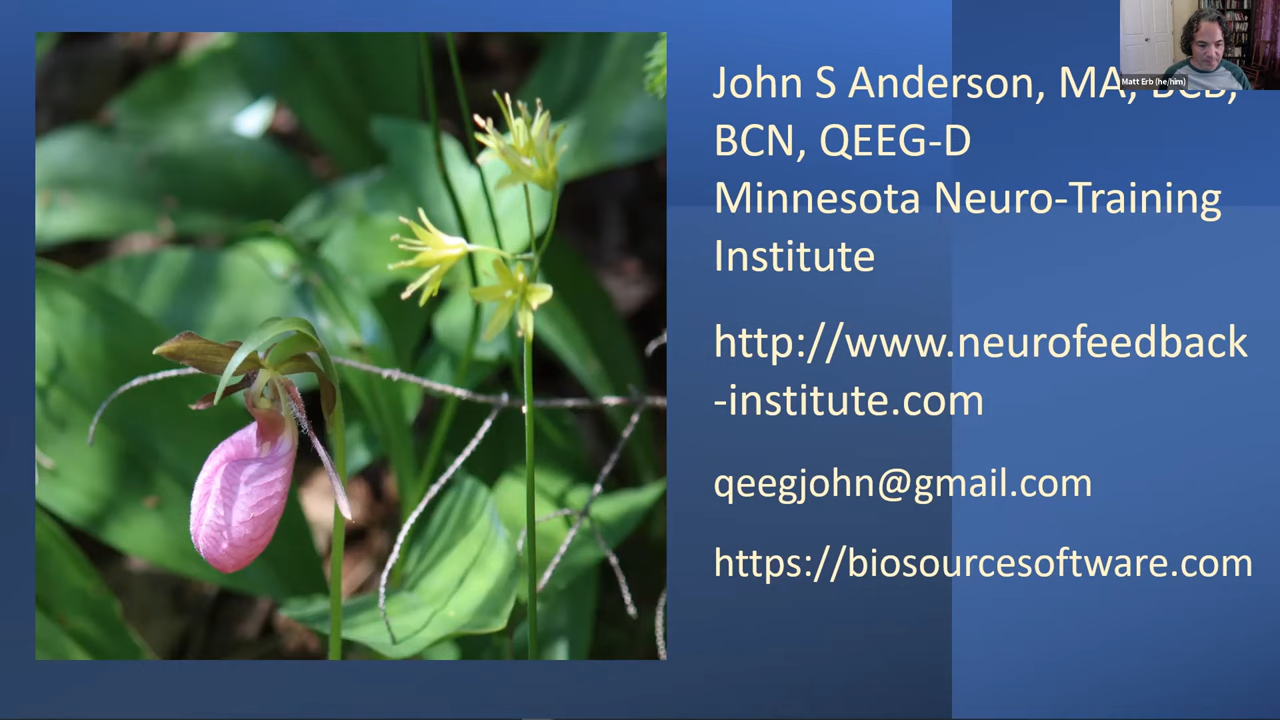 John S Anderson, MA, BCB,
BCN, QEEG-D
Minnesota Neuro-Training
Institute
http://www.neurofeedback
-institute.com
qeegjohn@gmail.com
https://biosourcesoftware.com
Matt Erb (he/him)